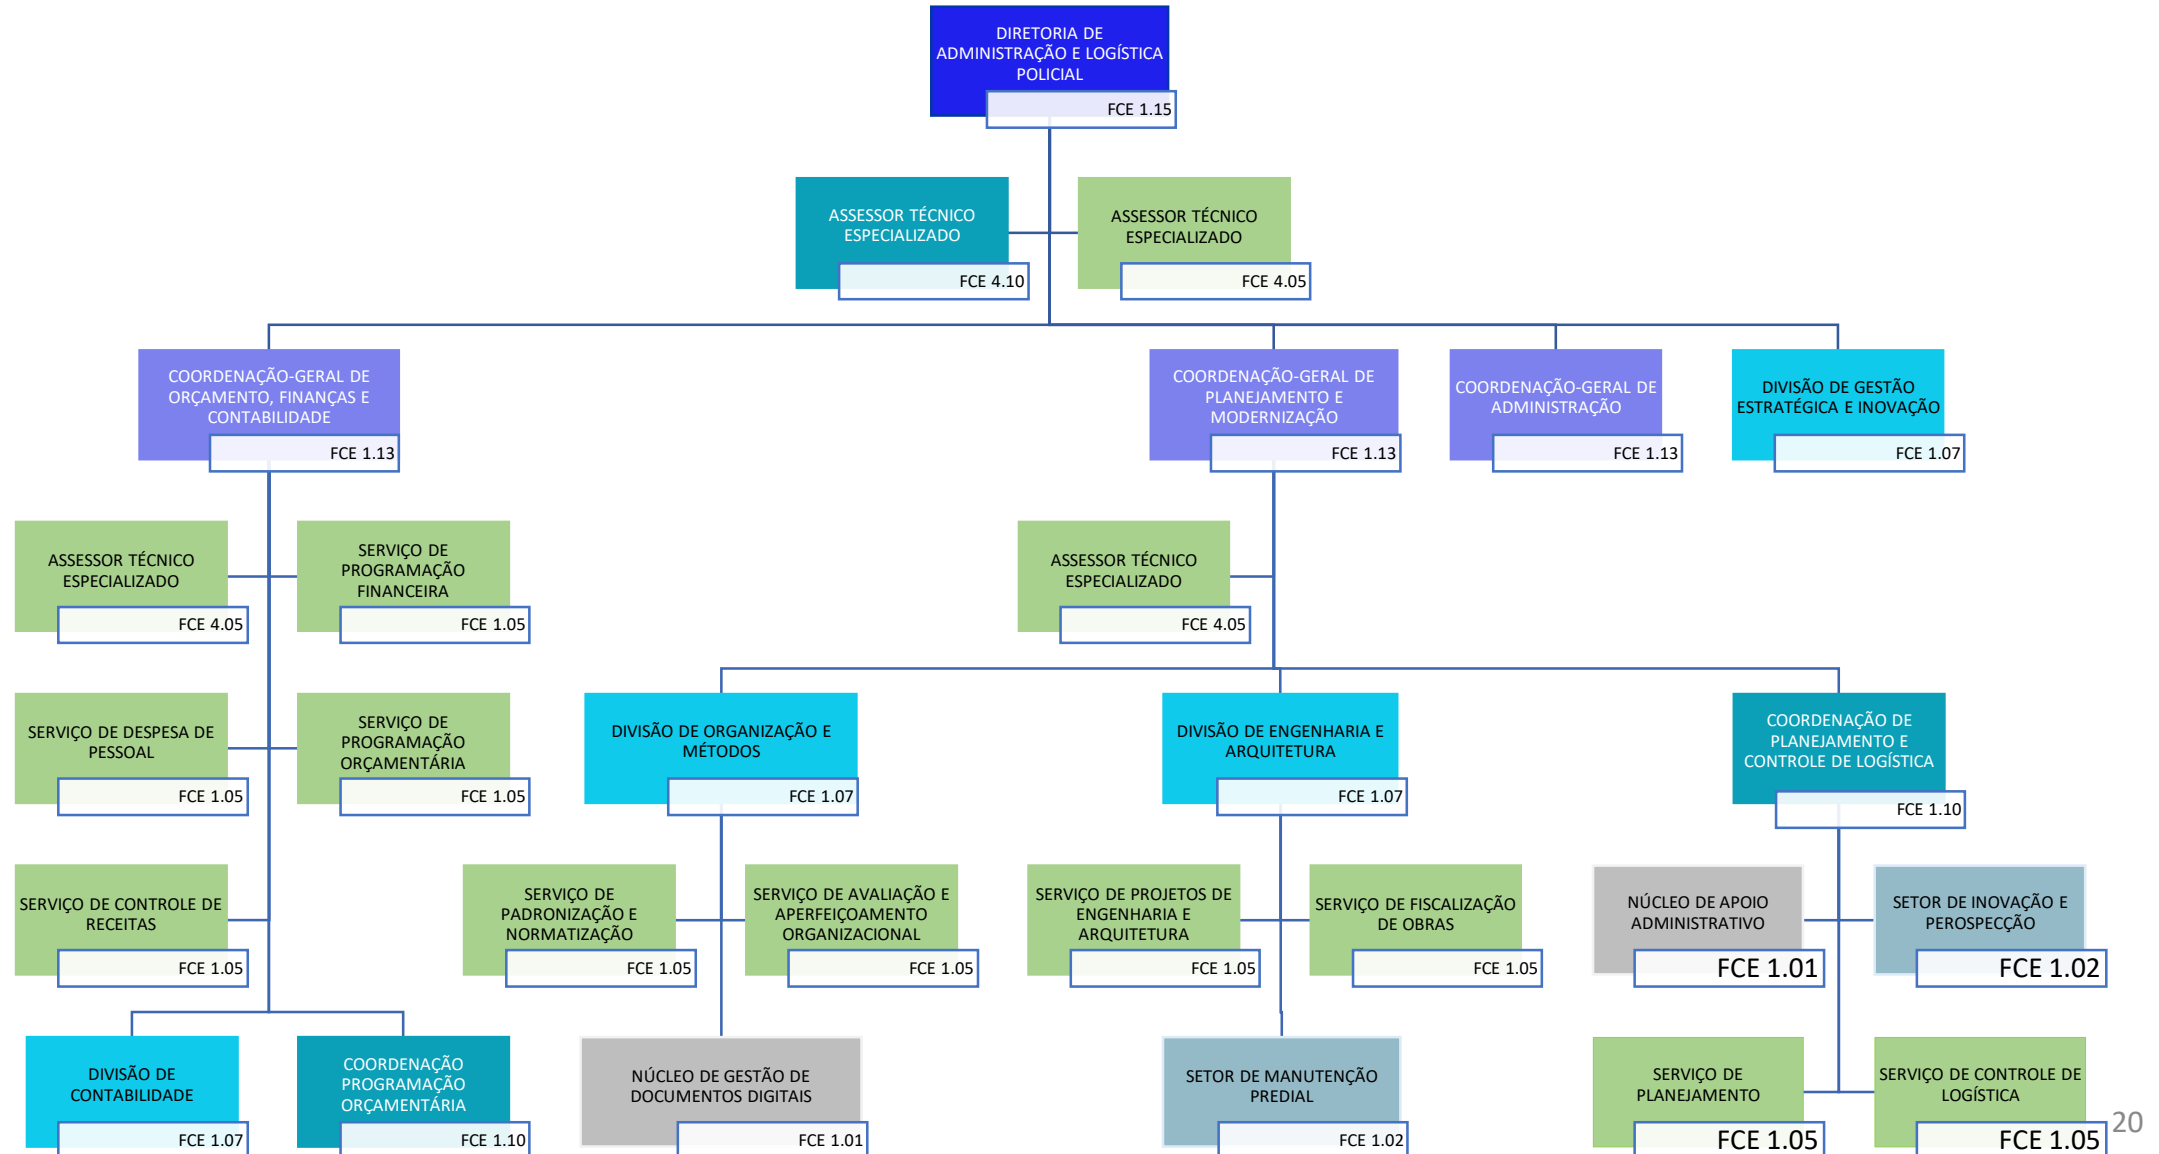 DIRETORIA DE
ADMINISTRAÇÃO E LOGÍSTICA
POLICIAL
FCE 1.15
ASSESSOR TÉCNICO
ESPECIALIZADO
FCE 4.10
ASSESSOR TÉCNICO
ESPECIALIZADO
FCE 4.05
COORDENAÇÃO-GERAL DE
ORÇAMENTO, FINANÇAS E
CONTABILIDADE
FCE 1.13
COORDENAÇÃO-GERAL DE
PLANEJAMENTO E
MODERNIZAÇÃO
FCE 1.13
COORDENAÇÃO-GERAL DE
ADMINISTRAÇÃO
FCE 1.13
DIVISÃO DE GESTÃO
ESTRATÉGICA E INOVAÇÃO
FCE 1.07
ASSESSOR TÉCNICO
ESPECIALIZADO
FCE 4.05
SERVIÇO DE
PROGRAMAÇÃO
FINANCEIRA
FCE 1.05
ASSESSOR TÉCNICO
ESPECIALIZADO
FCE 4.05
SERVIÇO DE DESPESA DE
PESSOAL
FCE 1.05
SERVIÇO DE
PROGRAMAÇÃO
ORÇAMENTÁRIA
FCE 1.05
DIVISÃO DE ORGANIZAÇÃO E
MÉTODOS
FCE 1.07
DIVISÃO DE ENGENHARIA E
ARQUITETURA
FCE 1.07
COORDENAÇÃO DE
PLANEJAMENTO E
CONTROLE DE LOGÍSTICA
FCE 1.10
SERVIÇO DE CONTROLE DE
RECEITAS
FCE 1.05
SERVIÇO DE
PADRONIZAÇÃO E
NORMATIZAÇÃO
FCE 1.05
SERVIÇO DE AVALIAÇÃO E
APERFEIÇOAMENTO
ORGANIZACIONAL
FCE 1.05
SERVIÇO DE PROJETOS DE
ENGENHARIA E
ARQUITETURA
FCE 1.05
SERVIÇO DE FISCALIZAÇÃO
DE OBRAS
FCE 1.05
NÚCLEO DE APOIO
ADMINISTRATIVO
FCE 1.01
SETOR DE INOVAÇÃO E
PEROSPECÇÃO
FCE 1.02
DIVISÃO DE
CONTABILIDADE
FCE 1.07
COORDENAÇÃO
PROGRAMAÇÃO
ORÇAMENTÁRIA
FCE 1.10
NÚCLEO DE GESTÃO DE
DOCUMENTOS DIGITAIS
FCE 1.01
SETOR DE MANUTENÇÃO
PREDIAL
FCE 1.02
SERVIÇO DE
PLANEJAMENTO
FCE 1.05
SERVIÇO DE CONTROLE DE
LOGÍSTICA
FCE 1.05
20